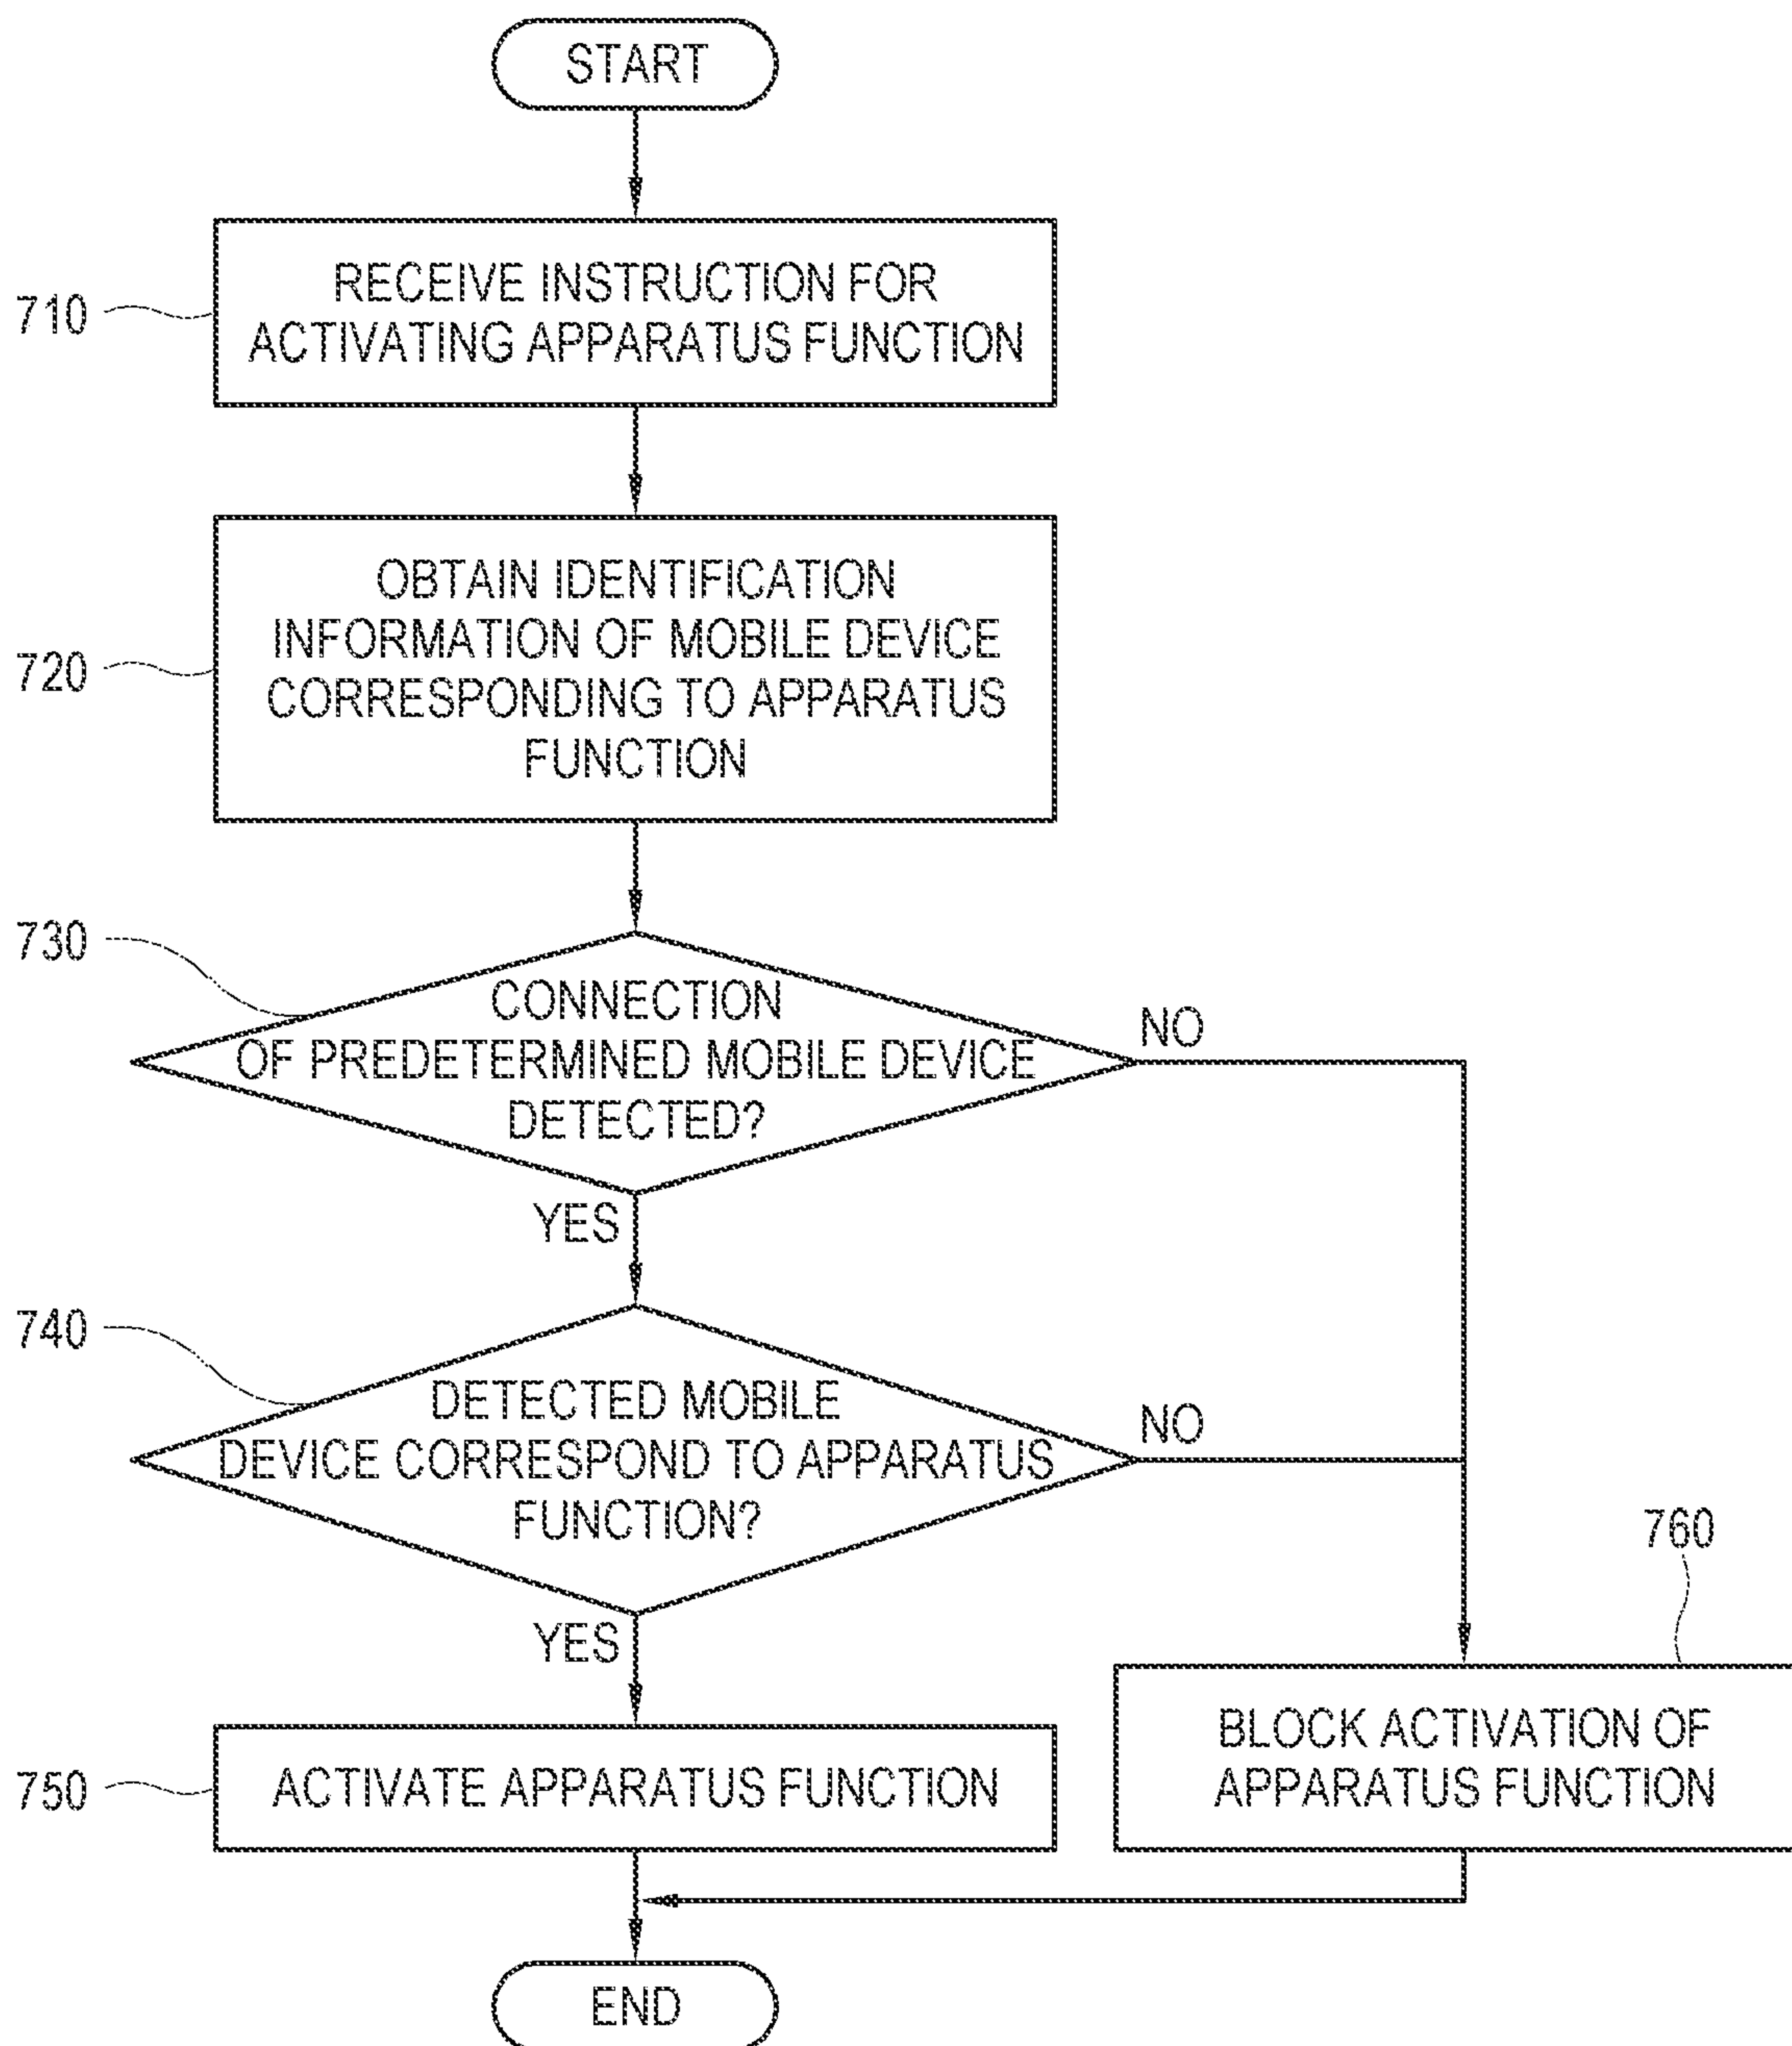 START
710
RECEIVE INSTRUCTION FOR
ACTIVATING APPARATUS FUNCTION
720
OBTAIN IDENTIFICATION
INFORMATION OF MOBILE DEVICE
CORRESPONDING TO APPARATUS
FUNCTION
730
CONNECTION
OF PREDETERMINED MOBILE DEVICE
DETECTED?
NO
YES
740
DETECTED MOBILE
DEVICE CORRESPOND TO APPARATUS
FUNCTION?
NO
YES
760
750
ACTIVATE APPARATUS FUNCTION
BLOCK ACTIVATION OF
APPARATUS FUNCTION
END